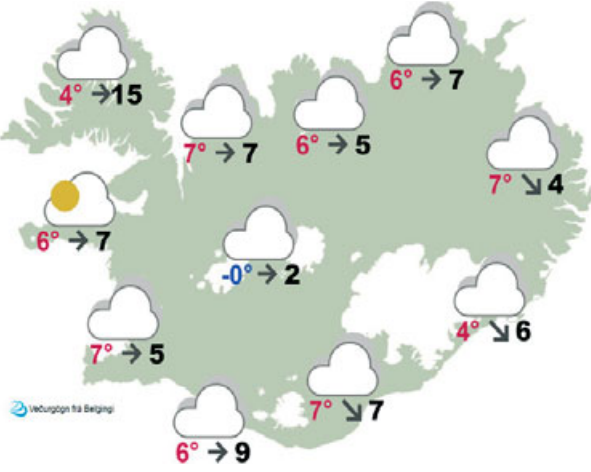 6° → 7
4° → 15
7° → 7
6° → 5
7° ↘ 4
6° → 7
-0° → 2
4° ↘ 6
7° → 5
7° ↘ 7
Veðurgögn frá Belgingi
6° → 9